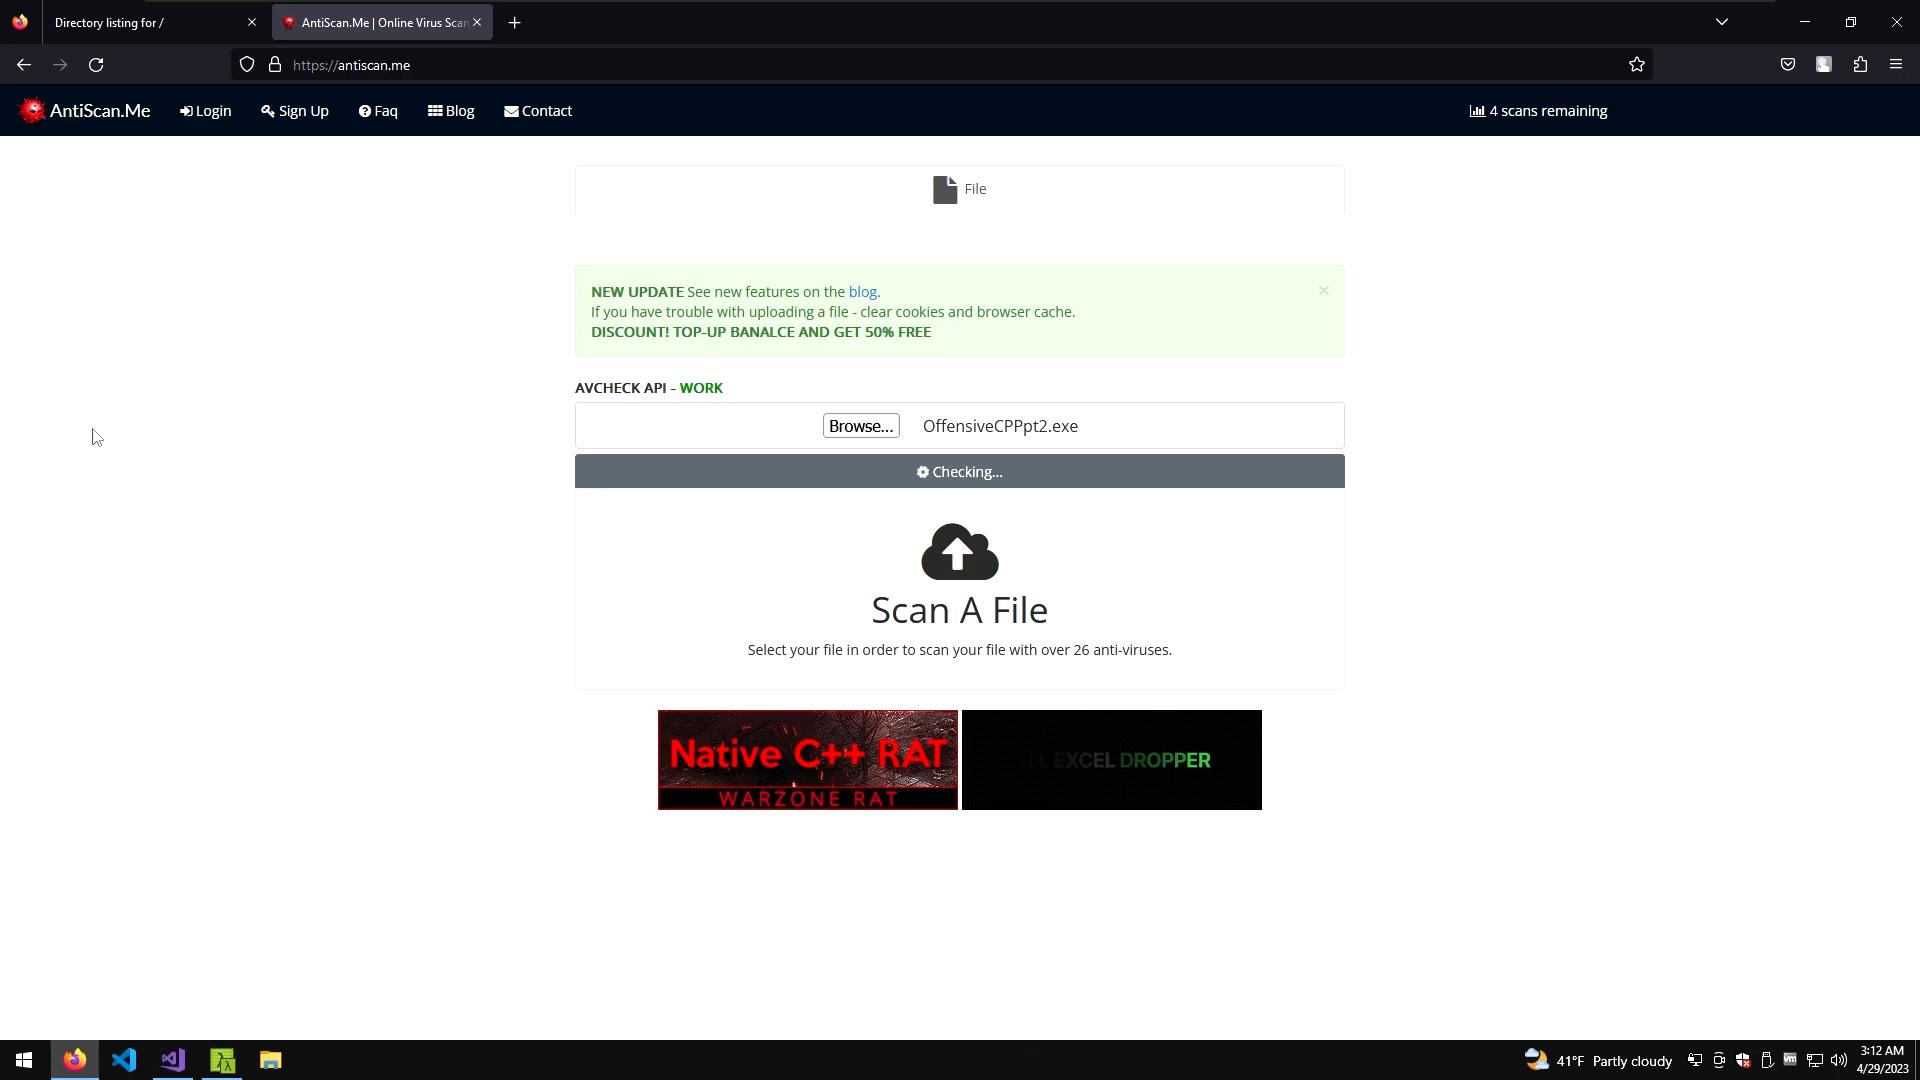 Directory listing for /
AntiScan.Me | Online Virus Scan
https://antiscan.me
AntiScan.Me
Login
Sign Up
Faq
Blog
Contact
4 scans remaining
File
NEW UPDATE See new features on the blog.
If you have trouble with uploading a file - clear cookies and browser cache.
DISCOUNT! TOP-UP BANALCE AND GET 50% FREE
AVCHECK API - WORK
Browse... OffensiveCPPpt2.exe
Checking...
Scan A File
Select your file in order to scan your file with over 26 anti-viruses.
Native C++ RAT
WARZONE RAT
EXCEL DROPPER
41°F Partly cloudy
vm
3:12 AM
4/29/2023